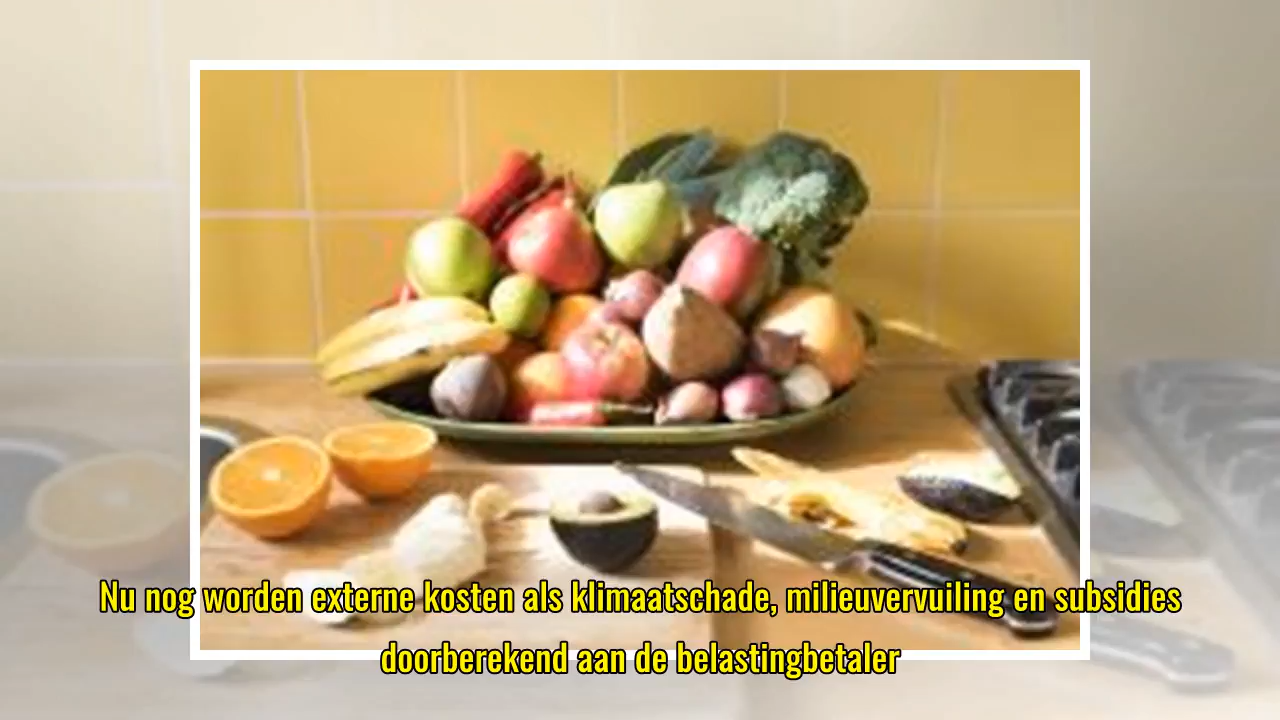 Nu nog worden externe kosten als klimaatschade, milieuvervuiling en subsidies
doorberekend aan de belastingbetaler